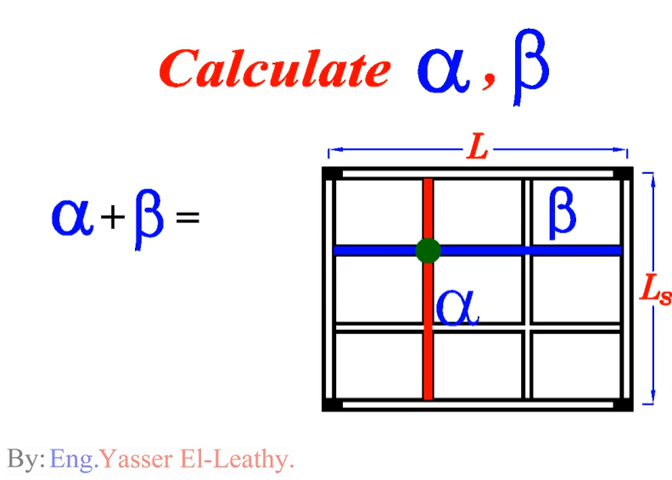 Calculate α , β
L
α + β =
β
Ls
α
By: Eng.Yasser El-Leathy.